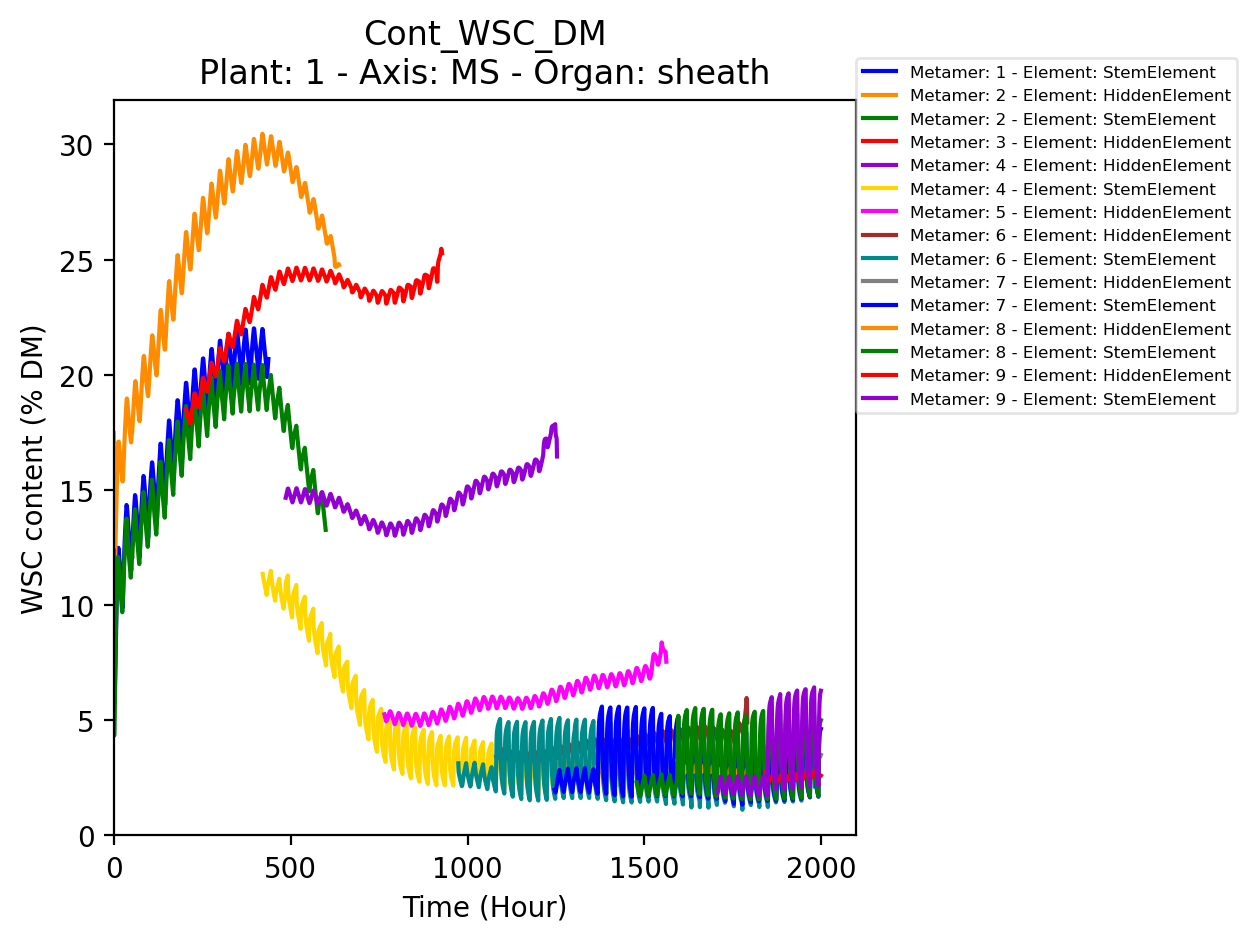 Cont_WSC_DM
Plant: 1 - Axis: MS - Organ: sheath
Metamer: 1 - Element: StemElement
Metamer: 2 - Element: HiddenElement
Metamer: 2 - Element: StemElement
Metamer: 3 - Element: HiddenElement
Metamer: 4 - Element: HiddenElement
Metamer: 4 - Element: StemElement
Metamer: 5 - Element: HiddenElement
Metamer: 6 - Element: HiddenElement
Metamer: 6 - Element: StemElement
Metamer: 7 - Element: HiddenElement
Metamer: 7 - Element: StemElement
Metamer: 8 - Element: HiddenElement
Metamer: 8 - Element: StemElement
Metamer: 9 - Element: HiddenElement
Metamer: 9 - Element: StemElement
WSC content (% DM)
30
25
20
15
10
5
0
0 500 1000 1500 2000
Time (Hour)